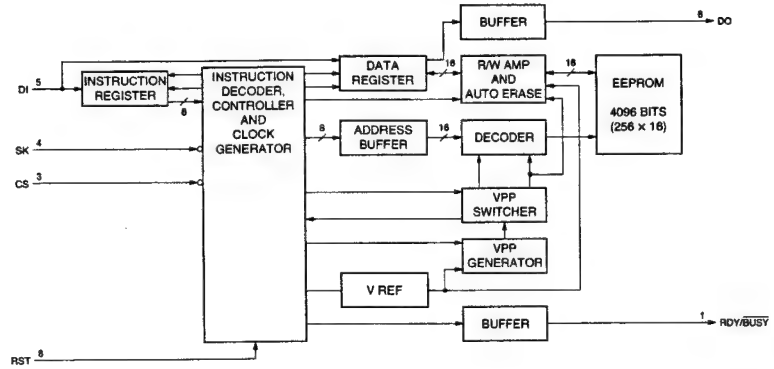 BUFFER
6
DO
DI
5
INSTRUCTION
REGISTER
8
INSTRUCTION
DECODER,
CONTROLLER
AND
CLOCK
GENERATOR
DATA
REGISTER
16
R/W AMP
AND
AUTO ERASE
16
EEPROM
4096 BITS
(256 × 16)
8
ADDRESS
BUFFER
16
DECODER
SK
4
CS
3
VPP
SWITCHER
VPP
GENERATOR
V REF
BUFFER
1
RDY/BUSY
RST
8